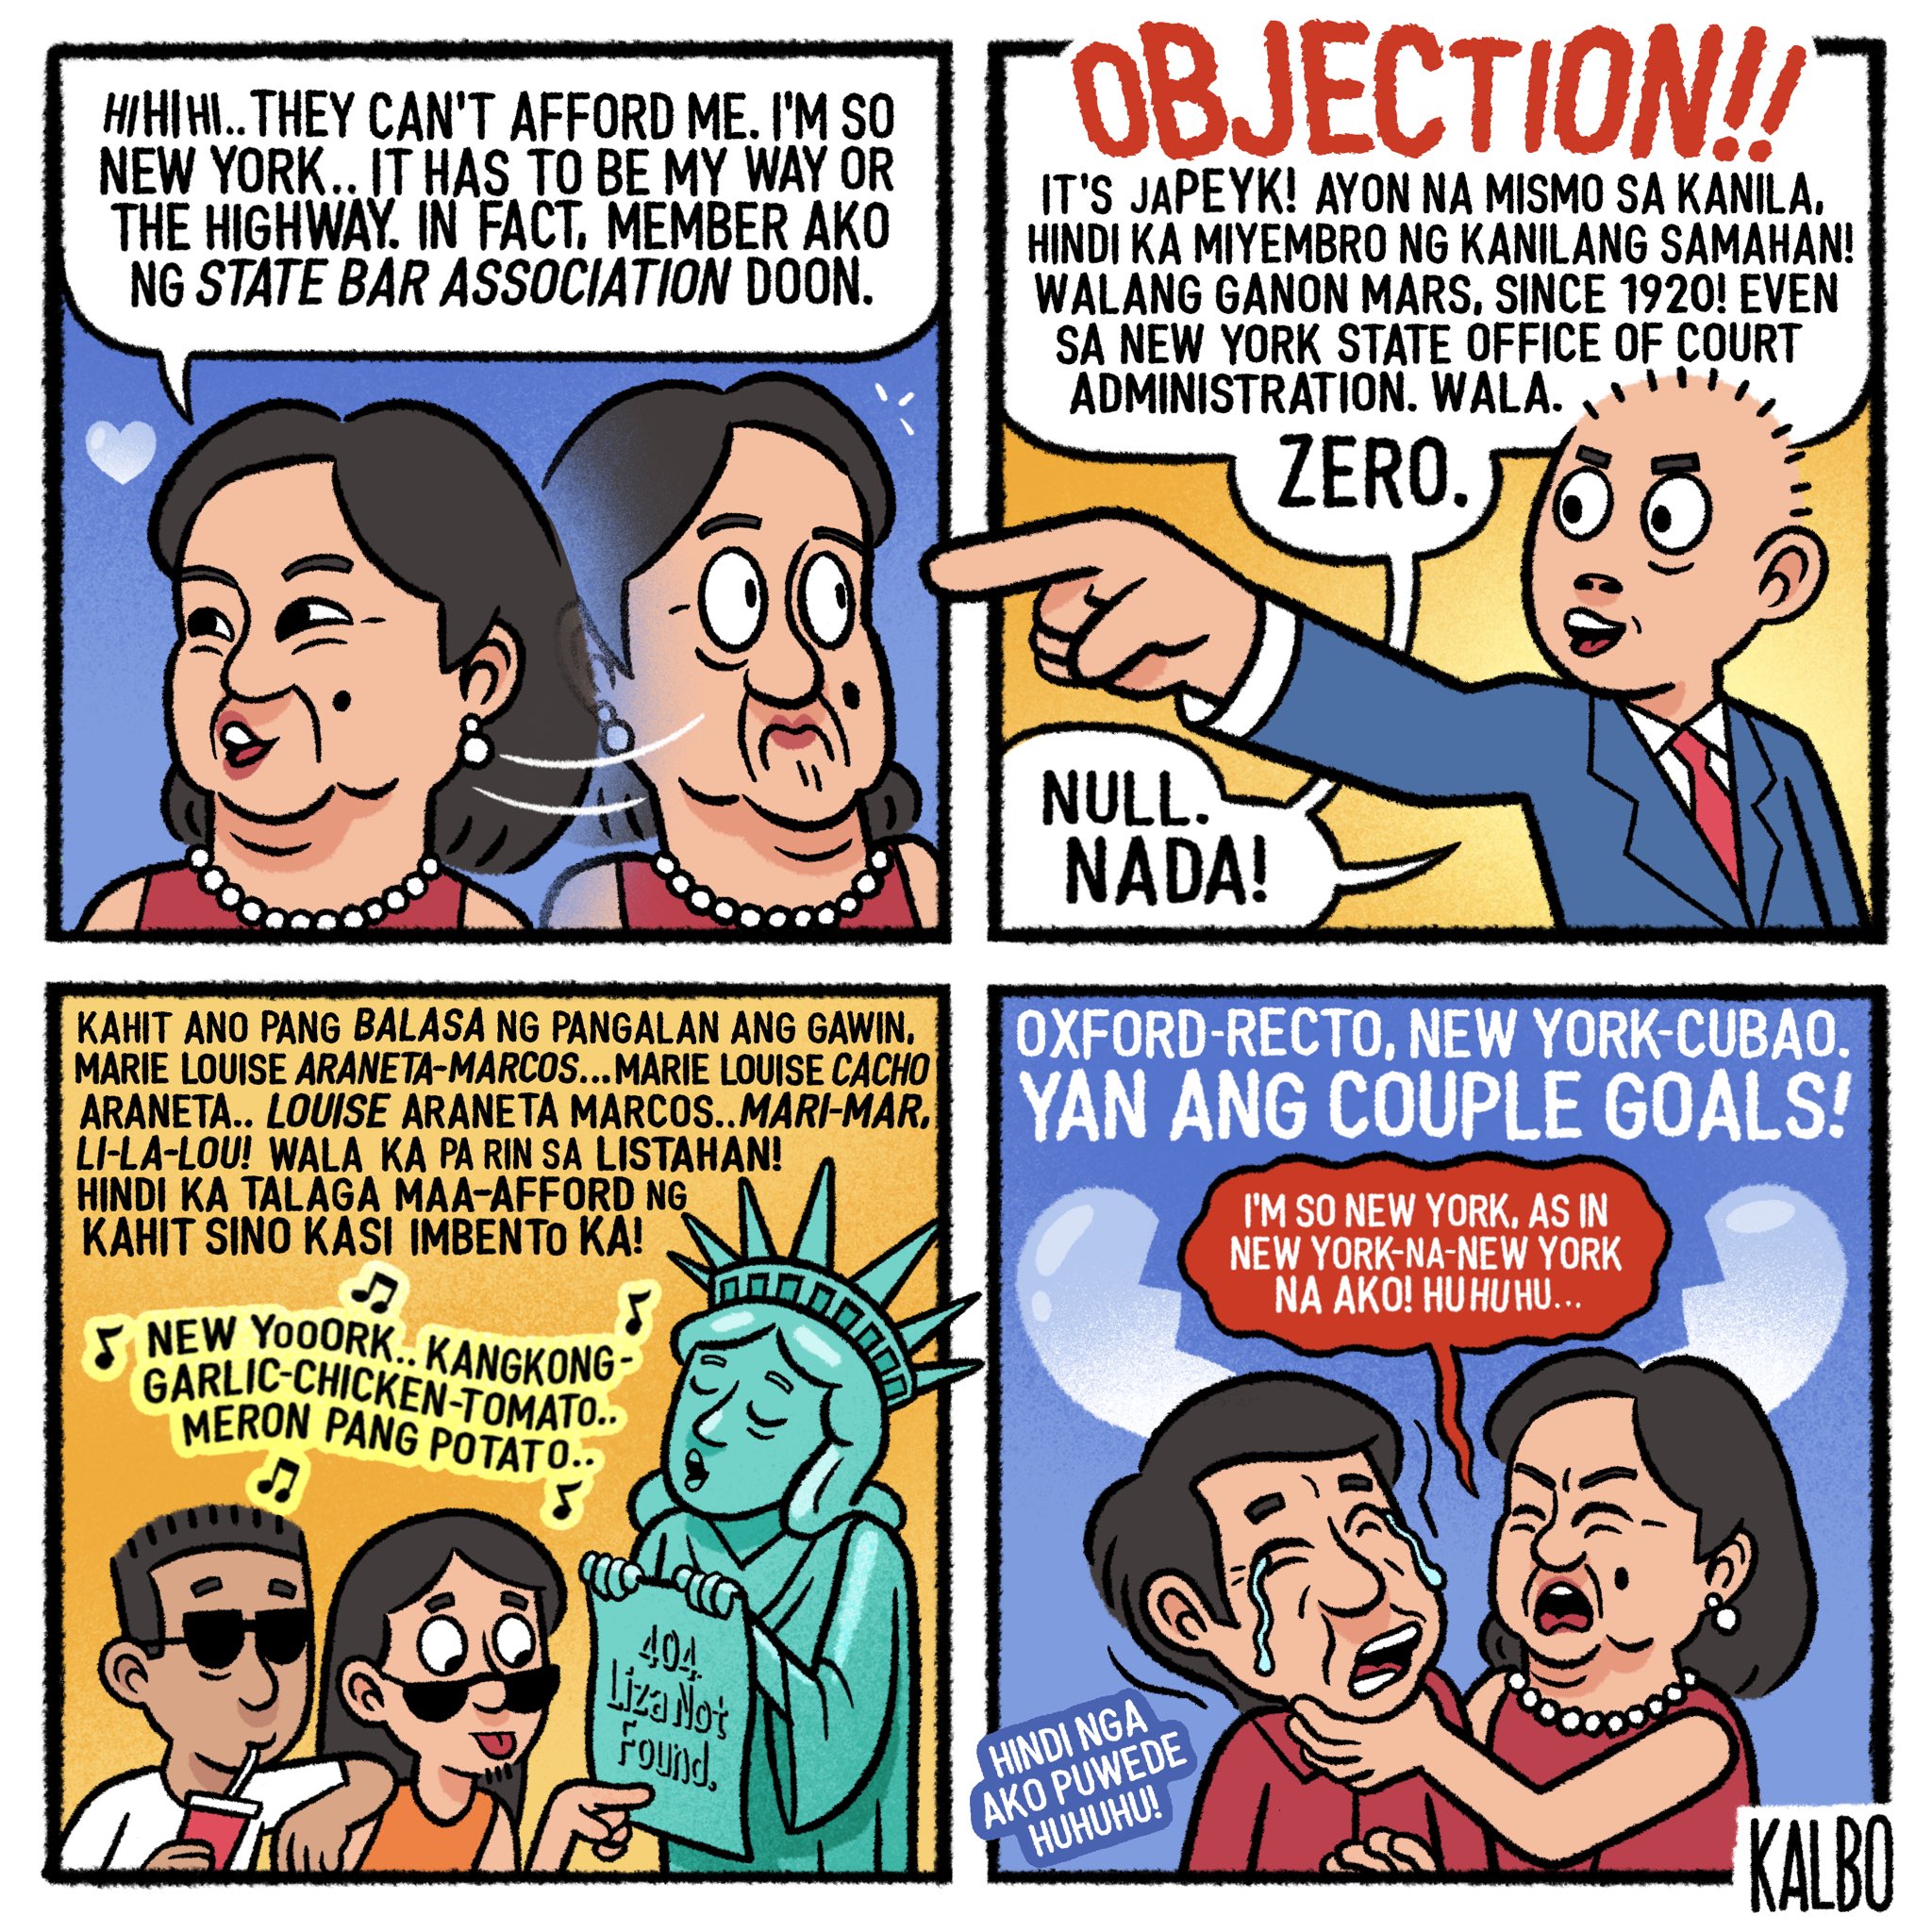 HIHIHI..THEY CAN'T AFFORD ME. I'M SO
NEW YORK.. IT HAS TO BE MY WAY OR
THE HIGHWAY. IN FACT, MEMBER AKO
NG STATE BAR ASSOCIATION DOON.
OBJECTION!!
IT'S JAPEYK! AYON NA MISMO SA KANILA,
HINDI KA MIYEMBRO NG KANILANG SAMAHAN!
WALANG GANON MARS, SINCE 1920! EVEN
SA NEW YORK STATE OFFICE OF COURT
ADMINISTRATION. WALA.
ZERO.
NULL.
NADA!
KAHIT ANO PANG BALASA NG PANGALAN ANG GAWIN,
MARIE LOUISE ARANETA-MARCOS...MARIE LOUISE CACHO
ARANETA.. LOUISE ARANETA MARCOS..MARI-MAR,
LI-LA-LOU! WALA KA PA RIN SA LISTAHAN!
HINDI KA TALAGA MAA-AFFORD NG
KAHIT SINO KASI IMBENTO KA!
NEW YOOORK.. KANGKONG-
GARLIC-CHICKEN-TOMATO..
MERON PANG POTATO..
404
Liza Not
Found.
OXFORD-RECTO, NEW YORK-CUBAO.
YAN ANG COUPLE GOALS!
I'M SO NEW YORK, AS IN
NEW YORK-NA-NEW YORK
NA AKO! HUHUHU...
HINDI NGA
AKO PUWEDE
HUHUHU!
KALBO